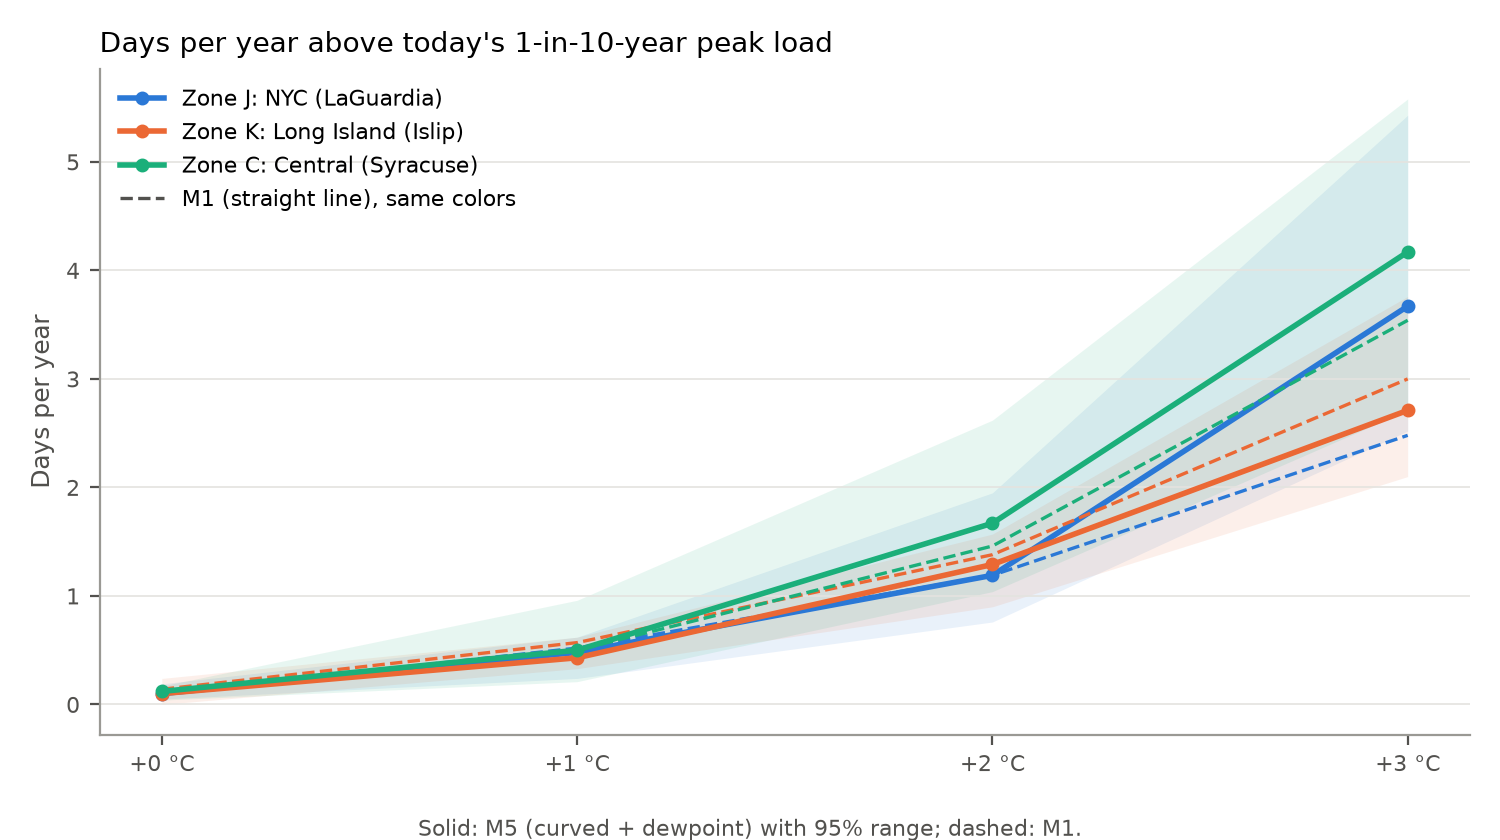 Days per year above today's 1-in-10-year peak load
Zone J: NYC (LaGuardia)
Zone K: Long Island (Islip)
Zone C: Central (Syracuse)
M1 (straight line), same colors
Days per year
5
4
3
2
1
0
+0 °C
+1 °C
+2 °C
+3 °C
Solid: M5 (curved + dewpoint) with 95% range; dashed: M1.